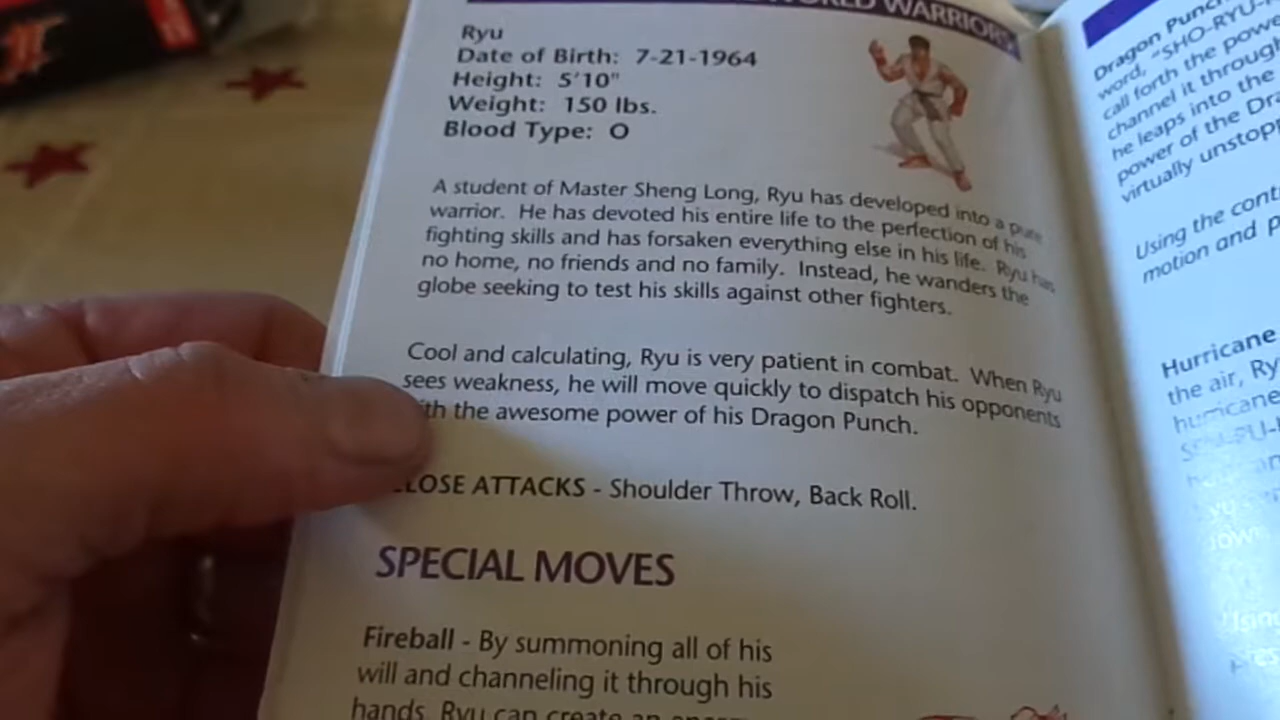 WORLD WARRIORS
Ryu
Date of Birth: 7-21-1964
Height: 5'10"
Weight: 150 lbs.
Blood Type: O
A student of Master Sheng Long, Ryu has developed into a pure
warrior. He has devoted his entire life to the perfection of his
fighting skills and has forsaken everything else in his life. Ryu has
no home, no friends and no family. Instead, he wanders the
globe seeking to test his skills against other fighters.
Cool and calculating, Ryu is very patient in combat. When Ryu
sees weakness, he will move quickly to dispatch his opponents
with the awesome power of his Dragon Punch.
CLOSE ATTACKS - Shoulder Throw, Back Roll.
SPECIAL MOVES
Fireball - By summoning all of his
will and channeling it through his
hands, Ryu can create an
Dragon Punch
word, "SHO-RYU-
call forth the powe
channel it through
he leaps into the
power of the Dra
virtually unstopp
Using the cont
motion and p
Hurricane
the air, Ry
hurricane